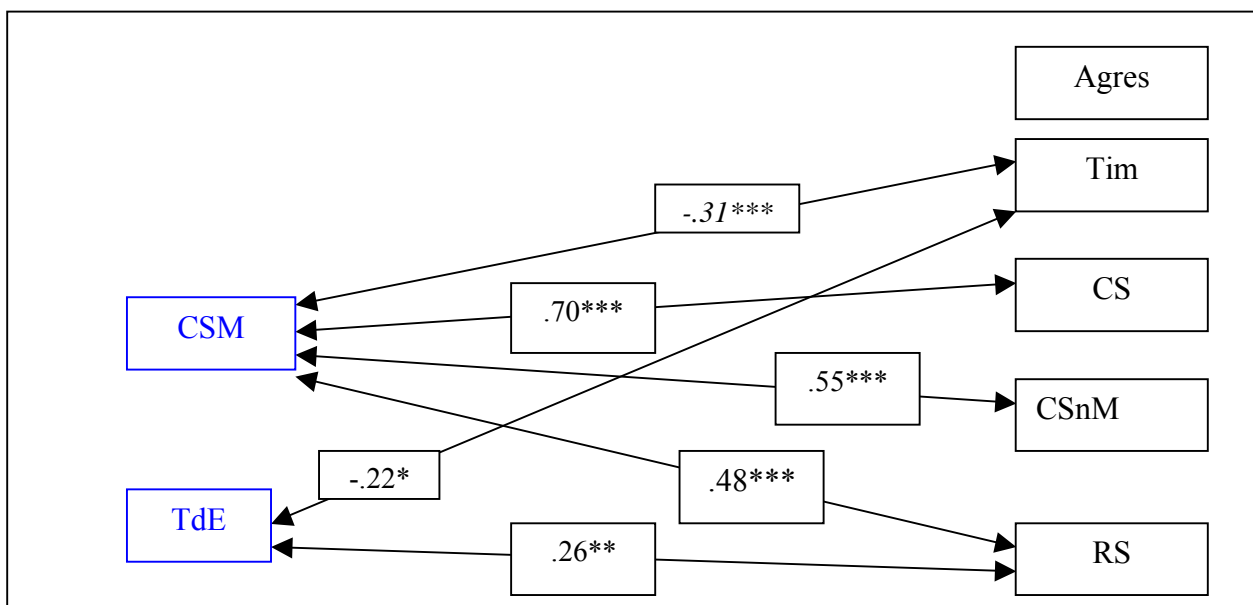 Agres
Tim
-.31***
CS
.70***
CSM
.55***
CSnM
-.22*
.48***
TdE
.26**
RS